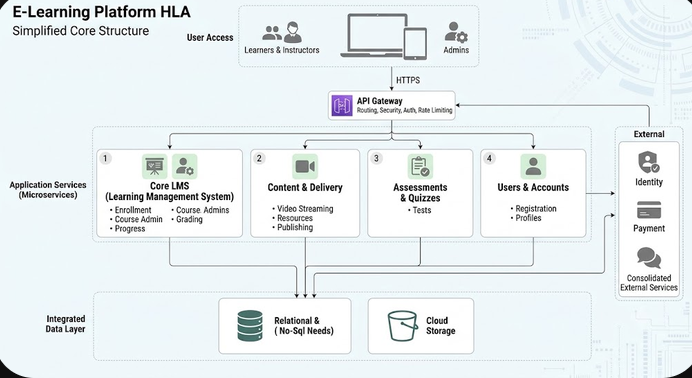 E-Learning Platform HLA
Simplified Core Structure
User Access
Learners & Instructors
Admins
HTTPS
API Gateway
Routing, Security, Auth, Rate Limiting
Application Services
(Microservices)
1
Core LMS
(Learning Management System)
• Enrollment
• Course Admin
• Progress
• Course. Admins
• Grading
2
Content & Delivery
• Video Streaming
• Resources
• Publishing
3
Assessments
& Quizzes
• Tests
4
Users & Accounts
• Registration
• Profiles
External
Identity
Payment
Consolidated
External Services
Integrated
Data Layer
Relational &
( No-Sql Needs)
Cloud
Storage